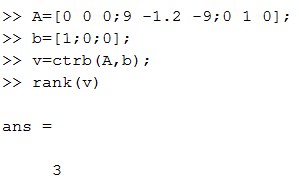 >> A=[0 0 0;9 -1.2 -9;0 1 0];
>> b=[1;0;0];
>> v=ctrb(A,b);
>> rank(v)
ans =
3